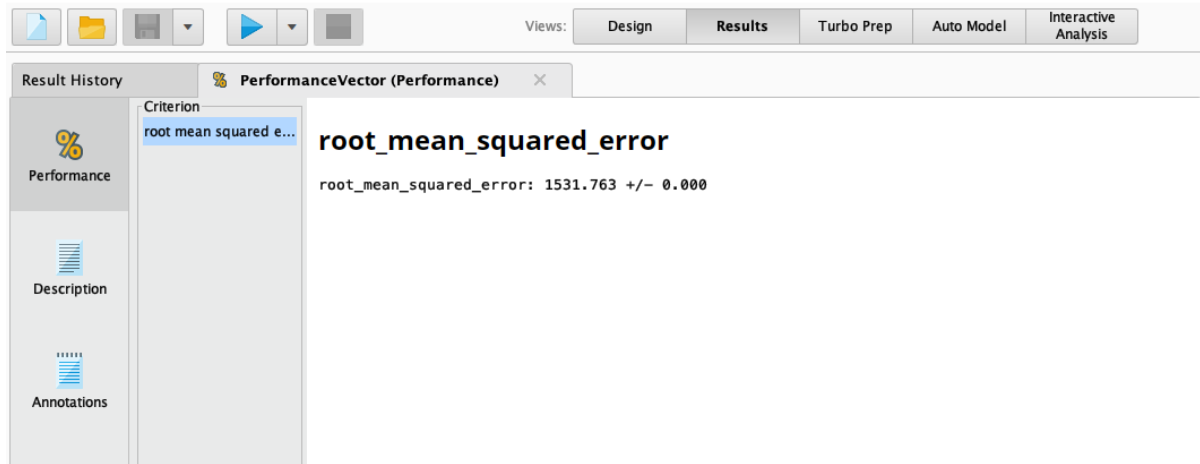 Views:
Design
Results
Turbo Prep
Auto Model
Interactive
Analysis
Result History
% PerformanceVector (Performance)
Criterion
root mean squared e...
%
Performance
root_mean_squared_error
root_mean_squared_error: 1531.763 +/- 0.000
Description
Annotations